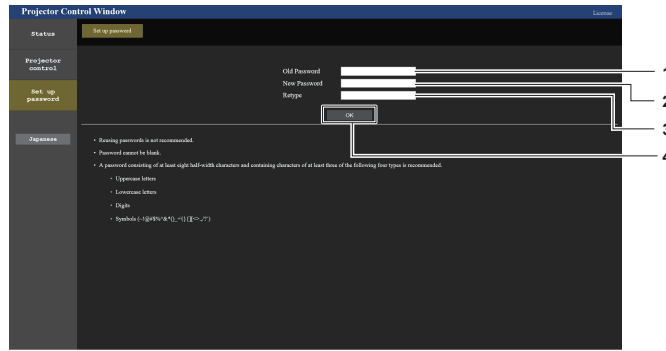 Projector Control Window
License
Status
Set up password
Projector
control
Set up
password
Japanese
Old Password
New Password
Retype
OK
1
2
3
4
• Reusing passwords is not recommended.
• Password cannot be blank.
• A password consisting of at least eight half-width characters and containing characters of at least three of the following four types is recommended.
• Uppercase letters
• Lowercase letters
• Digits